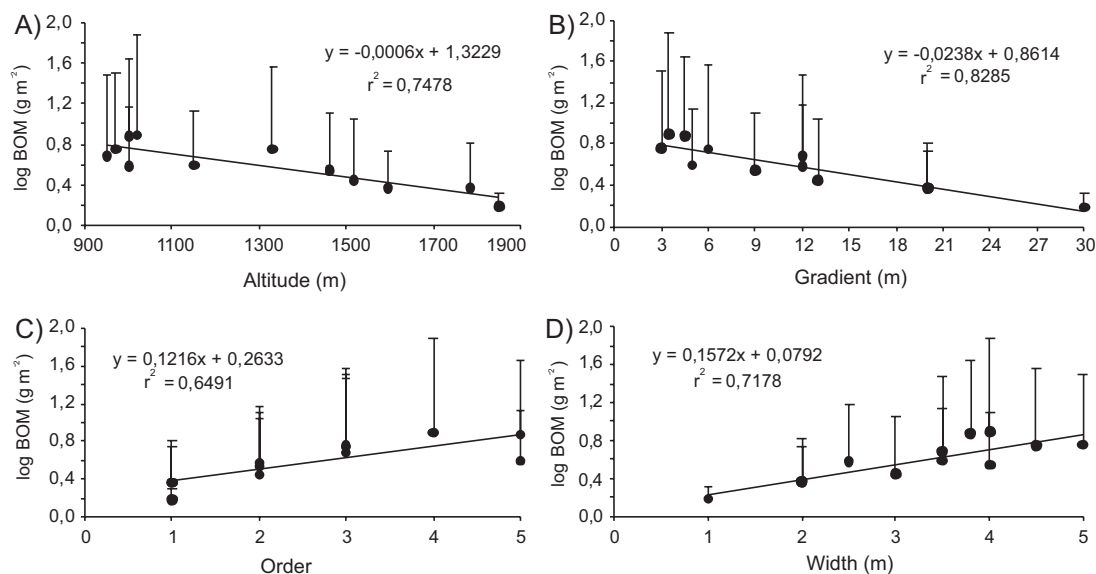 A)
2,0
1,6
1,2
0,8
0,4
0,0
log BOM (g m⁻²)
y = -0,0006x + 1,3229
r² = 0,7478
900 1100 1300 1500 1700 1900
Altitude (m)
B)
2,0
1,6
1,2
0,8
0,4
0,0
log BOM (g m⁻²)
y = -0,0238x + 0,8614
r² = 0,8285
0 3 6 9 12 15 18 21 24 27 30
Gradient (m)
C)
2,0
1,6
1,2
0,8
0,4
0,0
log BOM (g m⁻²)
y = 0,1216x + 0,2633
r² = 0,6491
0 1 2 3 4 5
Order
D)
2,0
1,6
1,2
0,8
0,4
0,0
log BOM (g m⁻²)
y = 0,1572x + 0,0792
r² = 0,7178
0 1 2 3 4 5
Width (m)